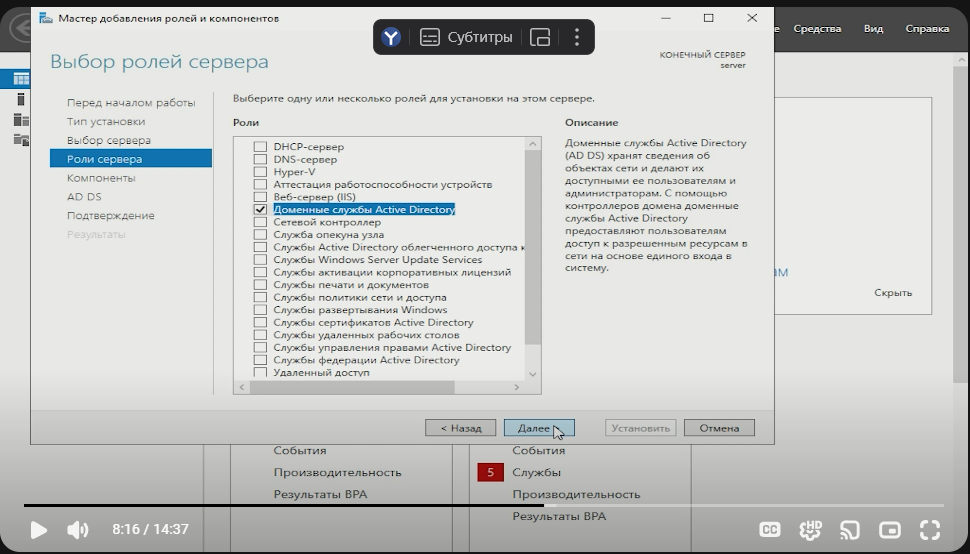 Мастер добавления ролей и компонентов
Субтитры
Средства
Вид
Справка
Выбор ролей сервера
КОНЕЧНЫЙ СЕРВЕР
server
Перед началом работы
Тип установки
Выбор сервера
Роли сервера
Компоненты
AD DS
Подтверждение
Результаты
Выберите одну или несколько ролей для установки на этом сервере.
Роли
DHCP-сервер
DNS-сервер
Hyper-V
Аттестация работоспособности устройств
Веб-сервер (IIS)
Доменные службы Active Directory
Сетевой контроллер
Служба опекуна узла
Службы Active Directory облегченного доступа к
Службы Windows Server Update Services
Службы активации корпоративных лицензий
Службы печати и документов
Службы политики сети и доступа
Службы развертывания Windows
Службы сертификатов Active Directory
Службы удаленных рабочих столов
Службы управления правами Active Directory
Службы федерации Active Directory
Удаленный доступ
Описание
Доменные службы Active Directory
(AD DS) хранят сведения об
объектах сети и делают их
доступными ее пользователям и
администраторам. С помощью
контроллеров домена доменные
службы Active Directory
предоставляют пользователям
доступ к разрешенным ресурсам в
сети на основе единого входа в
систему.
Скрыть
< Назад
Далее
Установить
Отмена
События
Производительность
Результаты BPA
События
5 Службы
Производительность
Результаты BPA
8:16 / 14:37
CC
HD